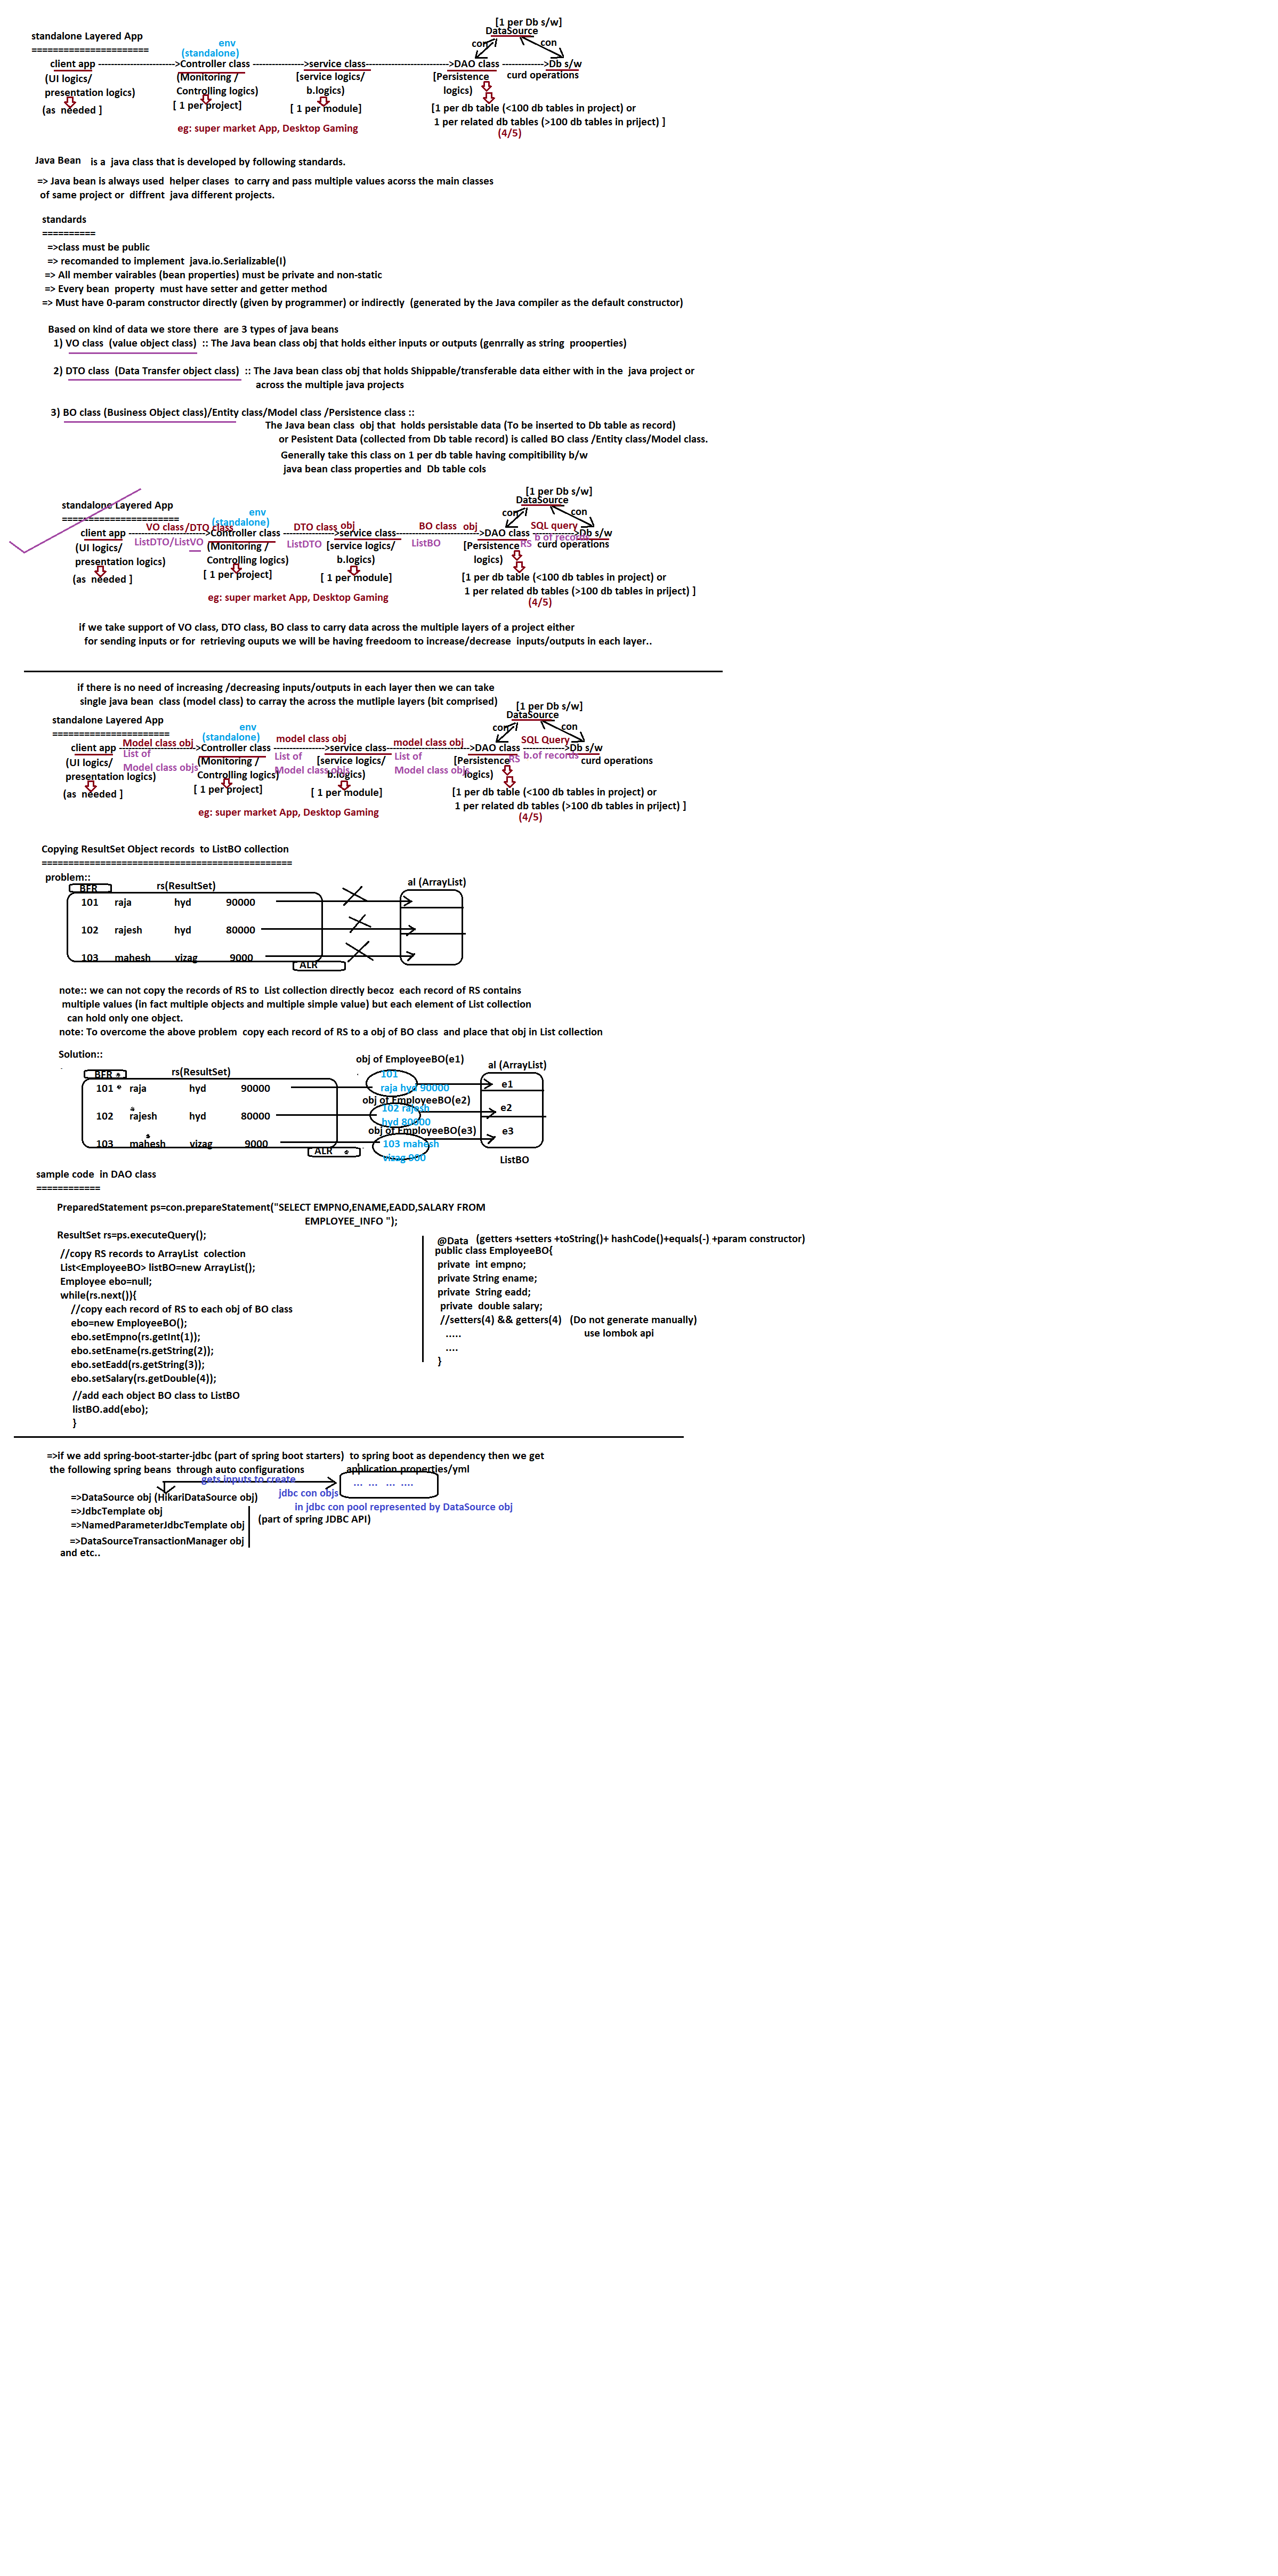 [1 per Db s/w]
DataSource
standalone Layered App
======================
env
(standalone)
con
con
client app ------------------------>Controller class --------------->service class------------------------->DAO class ------------->Db s/w
(UI logics/
presentation logics)
(as  needed ]
(Monitoring /
Controlling logics)
[ 1 per project]
[service logics/
b.logics)
[ 1 per module]
[Persistence
logics)
curd operations
[1 per db table (<100 db tables in project) or
1 per related db tables (>100 db tables in priject) ]
(4/5)
eg: super market App, Desktop Gaming
Java Bean   is a  java class that is developed by following standards.
=> Java bean is always used  helper clases  to carry and pass multiple values acorss the main classes
of same project or  diffrent  java different projects.
standards
==========
=>class must be public
=> recomanded to implement  java.io.Serializable(I)
=> All member vairables (bean properties) must be private and non-static
=> Every bean  property  must have setter and getter method
=> Must have 0-param constructor directly (given by programmer) or indirectly  (generated by the Java compiler as the default constructor)
Based on kind of data we store there  are 3 types of java beans
1) VO class  (value object class)  :: The Java bean class obj that holds either inputs or outputs (genrrally as string  prooperties)
2) DTO class  (Data Transfer object class)  :: The Java bean class obj that holds Shippable/transferable data either with in the  java project or
across the multiple java projects
3) BO class (Business Object class)/Entity class/Model class /Persistence class ::
The Java bean class  obj that  holds persistable data (To be inserted to Db table as record)
or Pesistent Data (collected from Db table record) is called BO class /Entity class/Model class.
Generally take this class on 1 per db table having compitibility b/w
java bean class properties and  Db table cols
[1 per Db s/w]
DataSource
standalone Layered App
======================
env
(standalone)
con
con
VO class/DTO class
DTO class obj
BO class  obj
SQL query
client app ----------------------->Controller class --------------->service class------------------------->DAO class ------------->Db s/w
ListDTO/ListVO
ListDTO
ListBO
RS
b of records
(UI logics/
presentation logics)
(as  needed ]
(Monitoring /
Controlling logics)
[ 1 per project]
[service logics/
b.logics)
[ 1 per module]
[Persistence
logics)
curd operations
[1 per db table (<100 db tables in project) or
1 per related db tables (>100 db tables in priject) ]
(4/5)
eg: super market App, Desktop Gaming
if we take support of VO class, DTO class, BO class to carry data across the multiple layers of a project either
for sending inputs or for  retrieving ouputs we will be having freedoom to increase/decrease  inputs/outputs in each layer..
if there is no need of increasing /decreasing inputs/outputs in each layer then we can take
single java bean  class (model class) to carray the across the mutliple layers (bit comprised)
[1 per Db s/w]
DataSource
standalone Layered App
======================
env
(standalone)
con
con
Model class obj
model class obj
model class obj
SQL Query
client app ----------------------->Controller class --------------->service class------------------------->DAO class ------------->Db s/w
List of
Model class objs
List of
Model class objs
List of
Model class objs
RS
b.of records
(UI logics/
presentation logics)
(as  needed ]
(Monitoring /
Controlling logics)
[ 1 per project]
[service logics/
b.logics)
[ 1 per module]
[Persistence
logics)
curd operations
[1 per db table (<100 db tables in project) or
1 per related db tables (>100 db tables in priject) ]
(4/5)
eg: super market App, Desktop Gaming
Copying ResultSet Object records  to ListBO collection
===============================================
problem::
BFR
rs(ResultSet)
al (ArrayList)
101 raja hyd 90000
102 rajesh hyd 80000
103 mahesh vizag 9000
ALR
note:: we can not copy the records of RS to  List collection directly becoz  each record of RS contains
multiple values (in fact multiple objects and multiple simple value) but each element of List collection
can hold only one object.
note: To overcome the above problem  copy each record of RS to a obj of BO class  and place that obj in List collection
Solution::
BFR
rs(ResultSet)
obj of EmployeeBO(e1)
al (ArrayList)
101 raja hyd 90000
101
raja hyd 90000
e1
obj of EmployeeBO(e2)
102 rajesh hyd 80000
102 rajesh
hyd 80000
e2
obj of EmployeeBO(e3)
103 mahesh vizag 9000
103 mahesh
vizag 900
e3
ALR
ListBO
sample code  in DAO class
============
PreparedStatement ps=con.prepareStatement("SELECT EMPNO,ENAME,EADD,SALARY FROM
EMPLOYEE_INFO ");
ResultSet rs=ps.executeQuery();
//copy RS records to ArrayList  colection
List<EmployeeBO> listBO=new ArrayList();
Employee ebo=null;
while(rs.next()){
//copy each record of RS to each obj of BO class
ebo=new EmployeeBO();
ebo.setEmpno(rs.getInt(1));
ebo.setEname(rs.getString(2));
ebo.setEadd(rs.getString(3));
ebo.setSalary(rs.getDouble(4));
//add each object BO class to ListBO
listBO.add(ebo);
}
@Data   (getters +setters +toString()+ hashCode()+equals(-) +param constructor)
public class EmployeeBO{
private  int empno;
private String ename;
private  String eadd;
private  double salary;
//setters(4) && getters(4)   (Do not generate manually)
.....   use lombok api
....
}
=>if we add spring-boot-starter-jdbc (part of spring boot starters)  to spring boot as dependency then we get
the following spring beans  through auto configurations
application.properties/yml
gets inputs to create
...  ...   ...  ....
=>DataSource obj (HikariDataSource obj)
jdbc con objs
in jdbc con pool represented by DataSource obj
=>JdbcTemplate obj
(part of spring JDBC API)
=>NamedParameterJdbcTemplate obj
=>DataSourceTransactionManager obj
and etc..